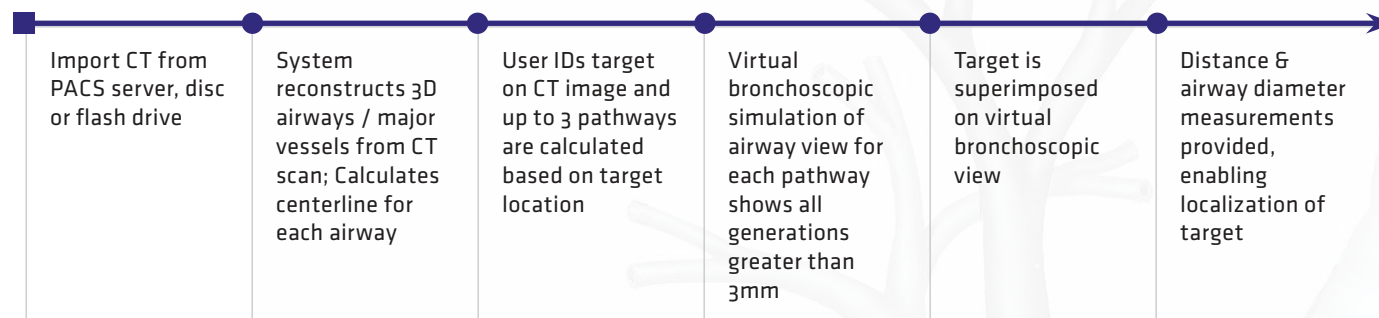 Import CT from
PACS server, disc
or flash drive
System
reconstructs 3D
airways / major
vessels from CT
scan; Calculates
centerline for
each airway
User IDs target
on CT image and
up to 3 pathways
are calculated
based on target
location
Virtual
bronchoscopic
simulation of
airway view for
each pathway
shows all
generations
greater than
3mm
Target is
superimposed
on virtual
bronchoscopic
view
Distance &
airway diameter
measurements
provided,
enabling
localization of
target